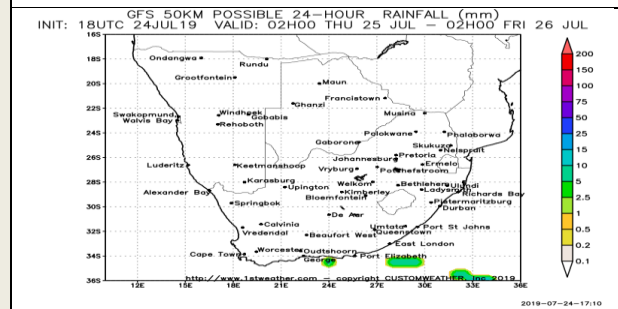 GFS 50KM POSSIBLE 24-HOUR RAINFALL (mm)
INIT: 18UTC 24JUL19 VALID: 02H00 THU 25 JUL - 02H00 FRI 26 JUL
16S
Ondangwa
Rundu
18S
Grootfontein
Maun
20S
Francistown
Ghanzi
22S
Musina
Swakopmund
Windhoek
Gobabis
Walvis Bay
Rehoboth
24S
Polokwane
Phalaborwa
Gaborone
Skukuza
Nelspruit
26S
Johannesburg
Pretoria
Luderitz
Keetmanshoop
Vryburg
Potchefstroom
Ermelo
28S
Karasburg
Upington
Welkom
Bethlehem
Ulundi
Alexander Bay
Kimberley
Ladysmith
Richards Bay
Bloemfontein
Springbok
Pietermaritzburg
Durban
30S
De Aar
Calvinia
Umtata
Port St Johns
Vredendal
Beaufort West
Queenstown
32S
East London
Worcester
Oudtshoorn
Cape Town
George
Port Elizabeth
34S
http://www.1stweather.com - copyright CUSTOMWEATHER, Inc 2019
36S
12E 15E 18E 21E 24E 27E 30E 33E 36E
200
150
100
75
50
25
15
10
5
2.5
1
0.5
0.2
0.1
2019-07-24-17:10